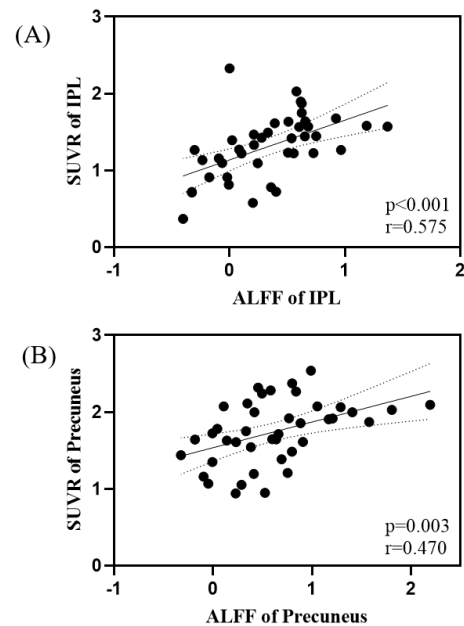 (A)
SUVR of IPL
3
2
1
0
p<0.001
r=0.575
-1
0
1
2
ALFF of IPL
(B)
SUVR of Precuneus
3
2
1
0
p=0.003
r=0.470
-1
0
1
2
ALFF of Precuneus